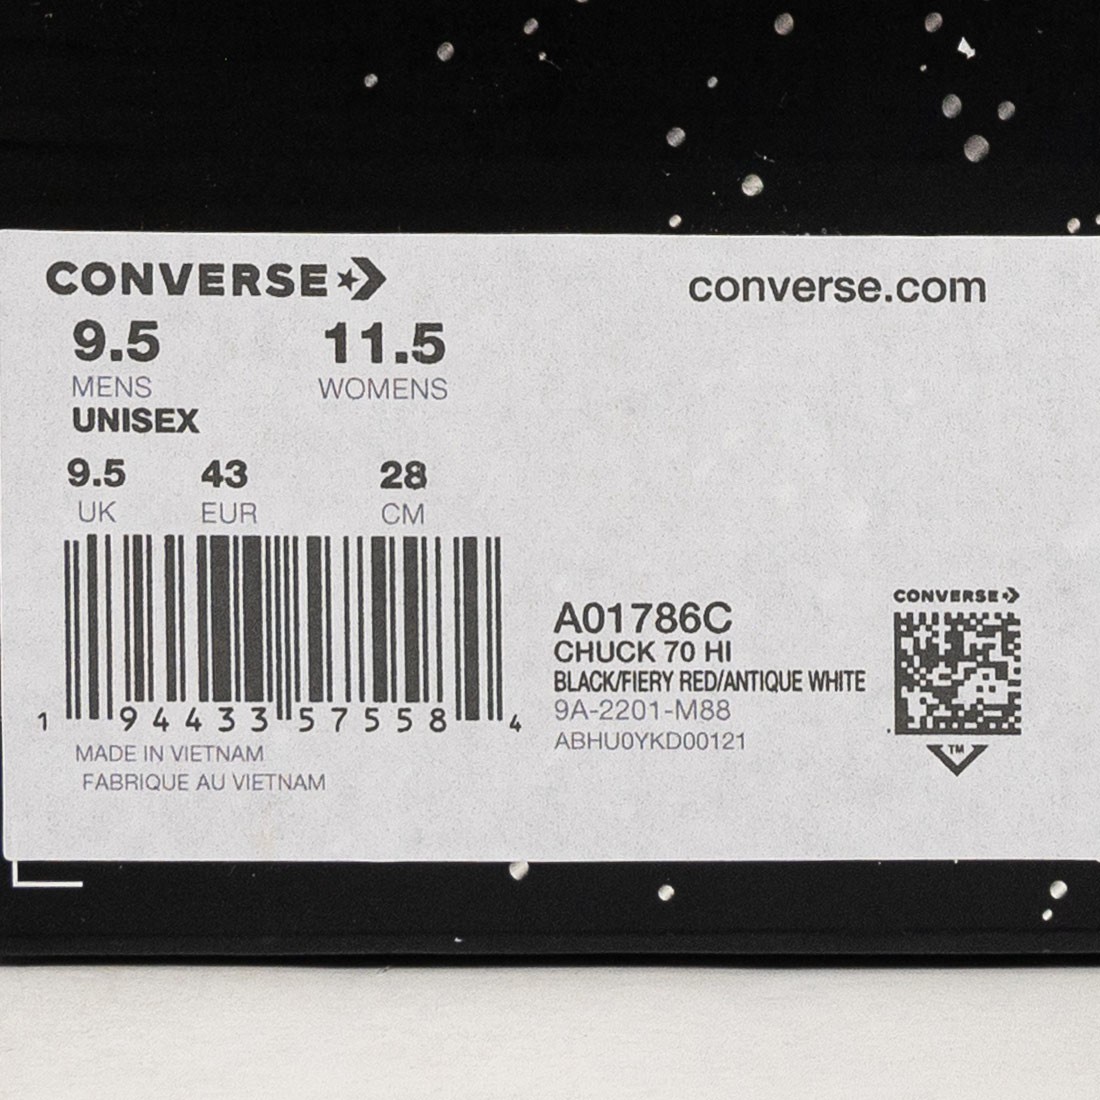 CONVERSE
converse.com
9.5 11.5
MENS WOMENS
UNISEX
9.5 43 28
UK EUR CM
1 94433 57558 4
MADE IN VIETNAM
FABRIQUE AU VIETNAM
A01786C
CHUCK 70 HI
BLACK/FIERY RED/ANTIQUE WHITE
9A-2201-M88
ABHU0YKD00121
CONVERSE
TM